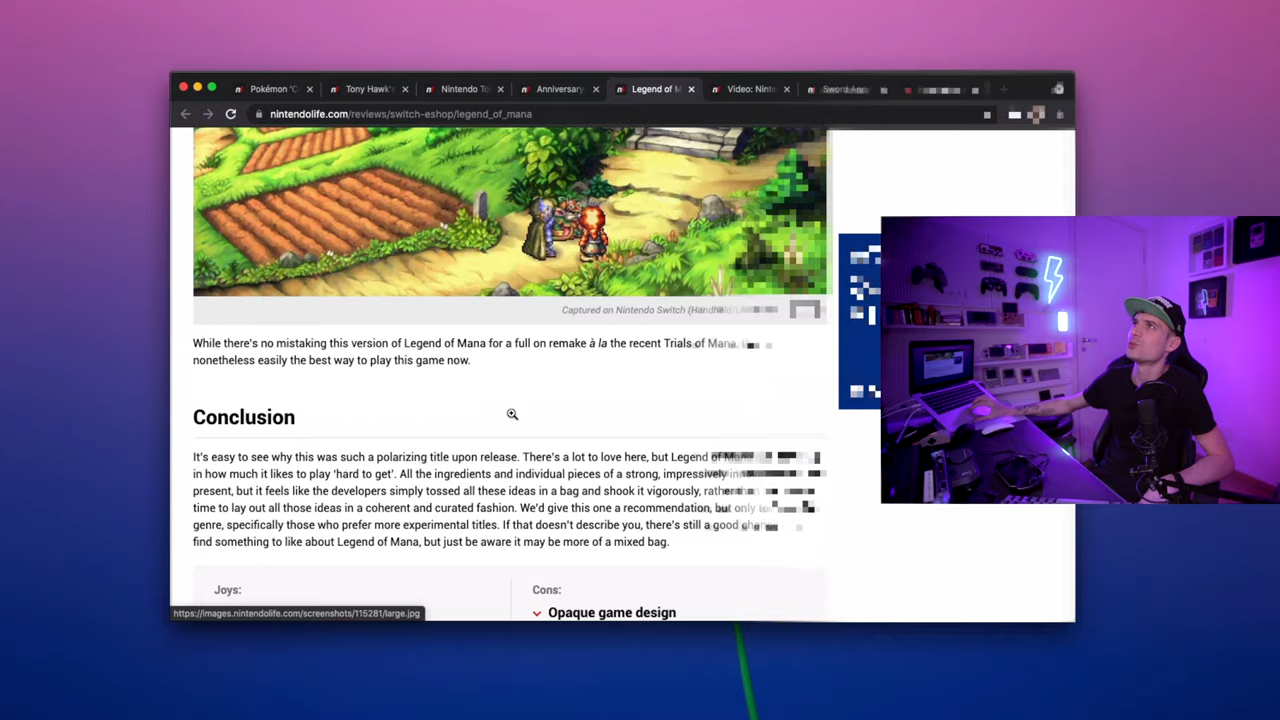 Pokémon 'C
Tony Hawk'
Nintendo To
Anniversary
Legend of M
Video: Ninte
Sword
nintendolife.com/reviews/switch-eshop/legend_of_mana
Captured on Nintendo Switch (Handheld/
While there's no mistaking this version of Legend of Mana for a full on remake à la the recent Trials of Mana,
nonetheless easily the best way to play this game now.
Conclusion
It's easy to see why this was such a polarizing title upon release. There's a lot to love here, but Legend of
in how much it likes to play 'hard to get'. All the ingredients and individual pieces of a strong, impressively
present, but it feels like the developers simply tossed all these ideas in a bag and shook it vigorously, rather
time to lay out all those ideas in a coherent and curated fashion. We'd give this one a recommendation, but only
genre, specifically those who prefer more experimental titles. If that doesn't describe you, there's still a good
find something to like about Legend of Mana, but just be aware it may be more of a mixed bag.
Joys:
Cons:
Opaque game design
https://images.nintendolife.com/screenshots/115281/large.jpg